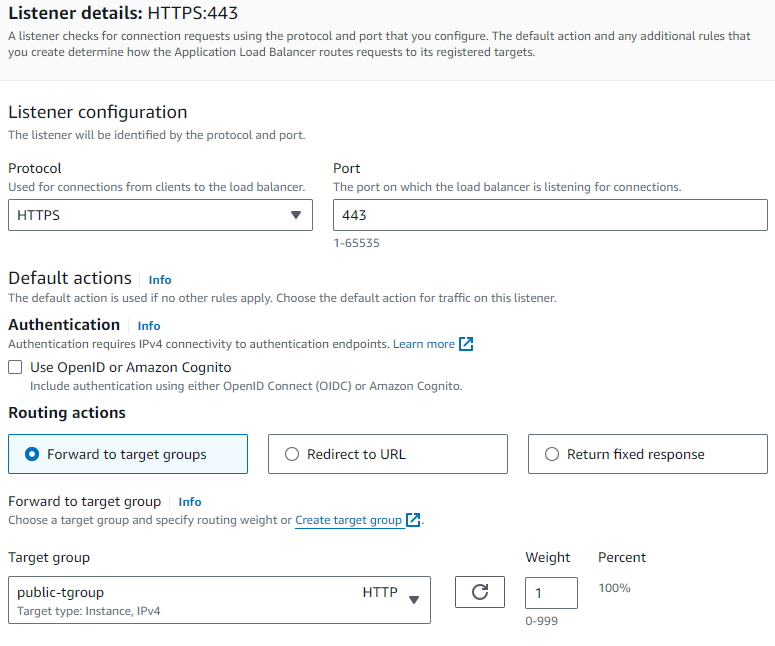 Listener details: HTTPS:443
A listener checks for connection requests using the protocol and port that you configure. The default action and any additional rules that
you create determine how the Application Load Balancer routes requests to its registered targets.
Listener configuration
The listener will be identified by the protocol and port.
Protocol
Used for connections from clients to the load balancer.
HTTPS
Port
The port on which the load balancer is listening for connections.
443
1-65535
Default actions Info
The default action is used if no other rules apply. Choose the default action for traffic on this listener.
Authentication Info
Authentication requires IPv4 connectivity to authentication endpoints. Learn more
Use OpenID or Amazon Cognito
Include authentication using either OpenID Connect (OIDC) or Amazon Cognito.
Routing actions
Forward to target groups
Redirect to URL
Return fixed response
Forward to target group Info
Choose a target group and specify routing weight or Create target group.
Target group
public-tgroup HTTP
Target type: Instance, IPv4
Weight
1
0-999
Percent
100%